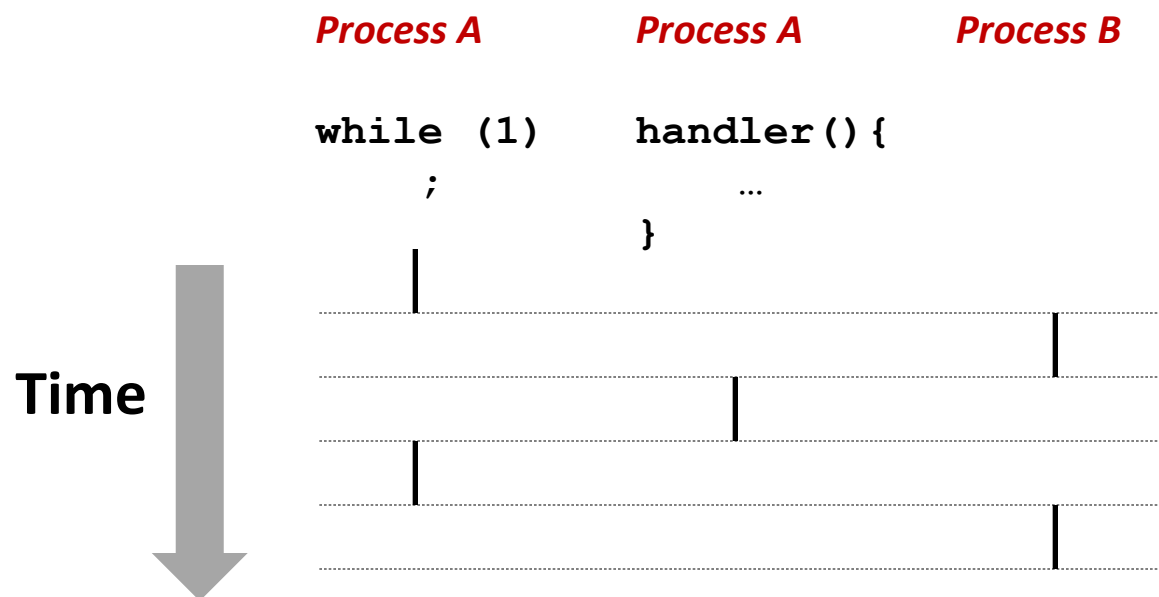 Process A Process A Process B
while (1) handler(){
; …
}
Time